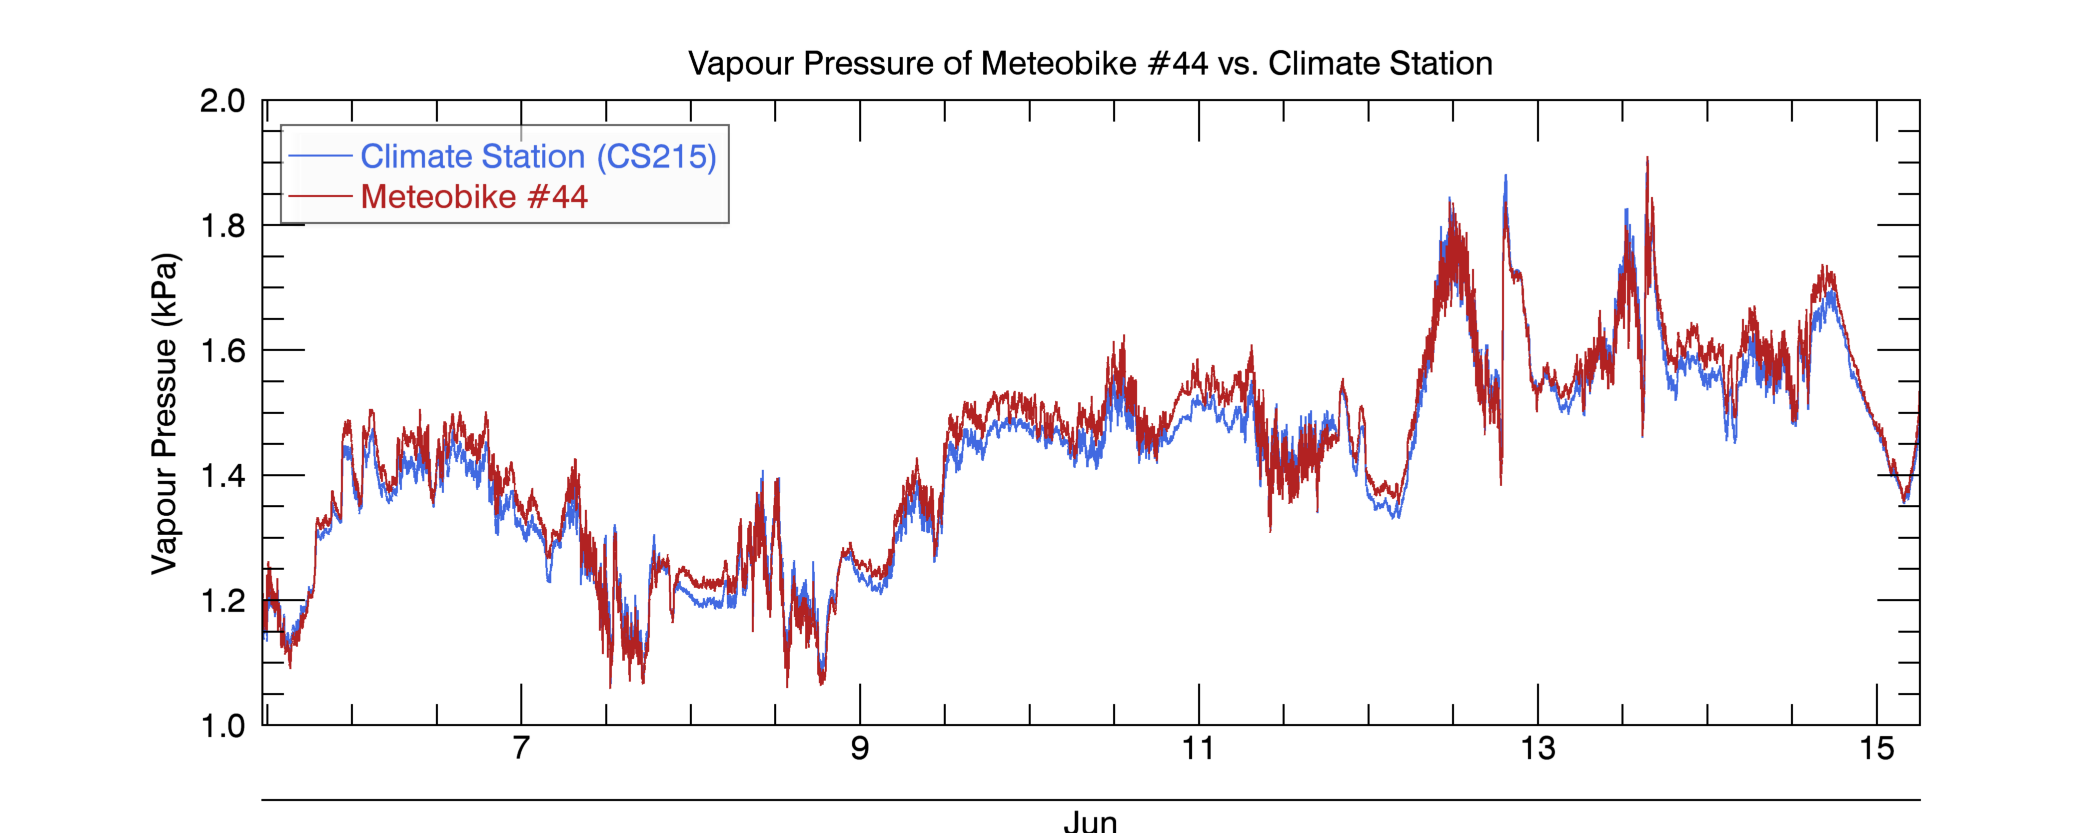 Vapour Pressure of Meteobike #44 vs. Climate Station
2.0
Climate Station (CS215)
Meteobike #44
1.8
1.6
Vapour Pressue (kPa)
1.4
1.2
1.0
7 9 11 13 15
Jun